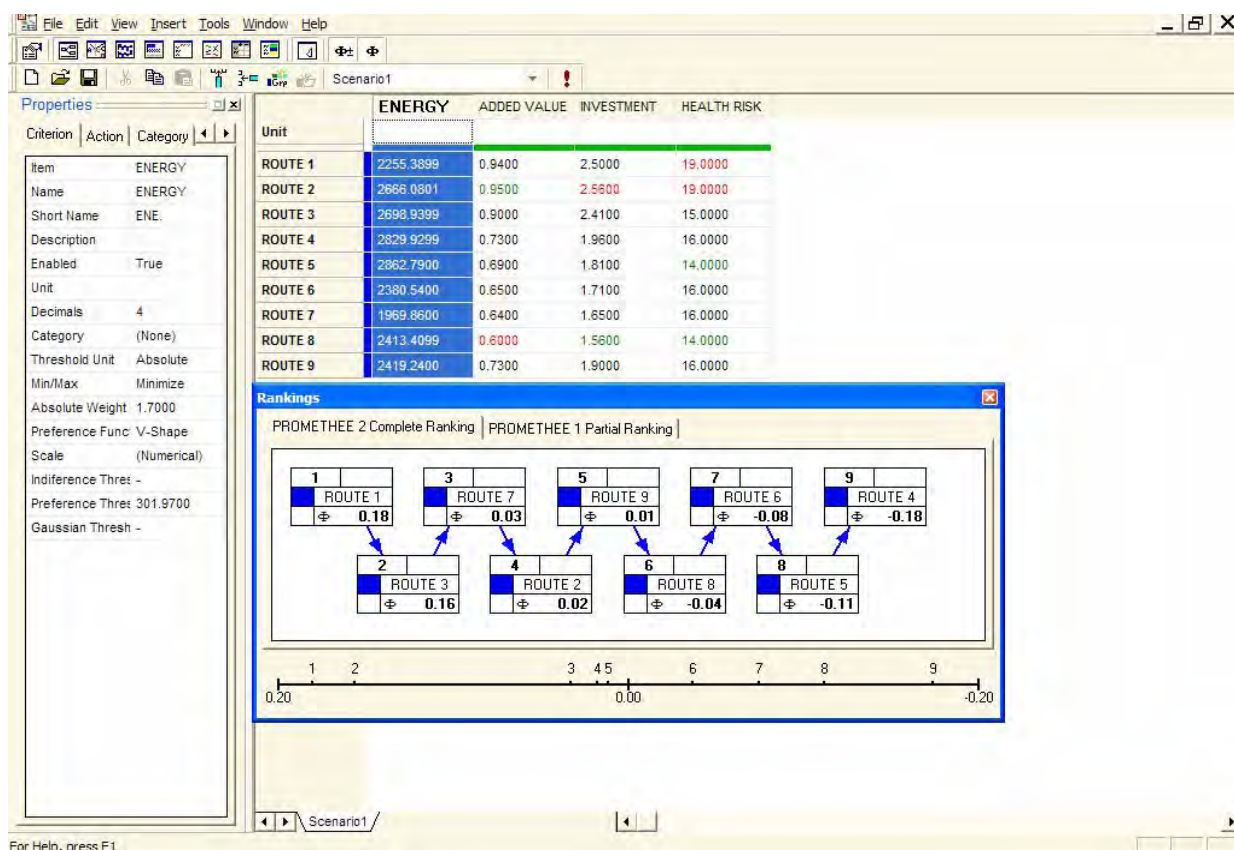 File Edit View Insert Tools Window Help
Φ± Φ
Scenario1
Properties
Criterion Action Category
Item ENERGY
Name ENERGY
Short Name ENE.
Description
Enabled True
Unit
Decimals 4
Category (None)
Threshold Unit Absolute
Min/Max Minimize
Absolute Weight 1.7000
Preference Func V-Shape
Scale (Numerical)
Indiference Thres -
Preference Thres 301.9700
Gaussian Thresh -
ENERGY ADDED VALUE INVESTMENT HEALTH RISK
Unit
ROUTE 1 2255.3899 0.9400 2.5000 19.0000
ROUTE 2 2666.0801 0.9500 2.5600 19.0000
ROUTE 3 2698.9399 0.9000 2.4100 15.0000
ROUTE 4 2829.9299 0.7300 1.9600 16.0000
ROUTE 5 2862.7900 0.6900 1.8100 14.0000
ROUTE 6 2380.5400 0.6500 1.7100 16.0000
ROUTE 7 1969.8600 0.6400 1.6500 16.0000
ROUTE 8 2413.4099 0.6000 1.5600 14.0000
ROUTE 9 2419.2400 0.7300 1.9000 16.0000
Rankings
PROMETHEE 2 Complete Ranking PROMETHEE 1 Partial Ranking
1 3 5 7 9
ROUTE 1 ROUTE 7 ROUTE 9 ROUTE 6 ROUTE 4
Φ 0.18 Φ 0.03 Φ 0.01 Φ -0.08 Φ -0.18
2 4 6 8
ROUTE 3 ROUTE 2 ROUTE 8 ROUTE 5
Φ 0.16 Φ 0.02 Φ -0.04 Φ -0.11
1 2 3 4 5 6 7 8 9
0.20 0.00 -0.20
Scenario1
For Help, press F1